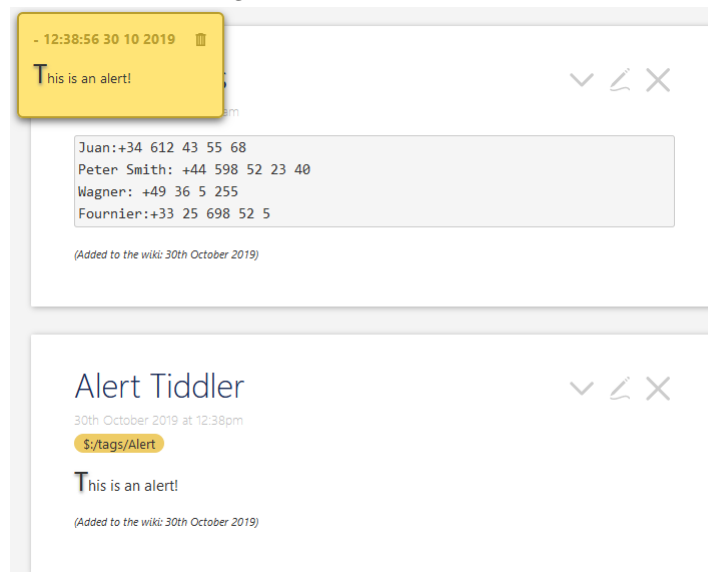 - 12:38:56 30 10 2019
This is an alert!
am
Juan:+34 612 43 55 68
Peter Smith: +44 598 52 23 40
Wagner: +49 36 5 255
Fournier:+33 25 698 52 5
(Added to the wiki: 30th October 2019)
Alert Tiddler
30th October 2019 at 12:38pm
$:/tags/Alert
This is an alert!
(Added to the wiki: 30th October 2019)